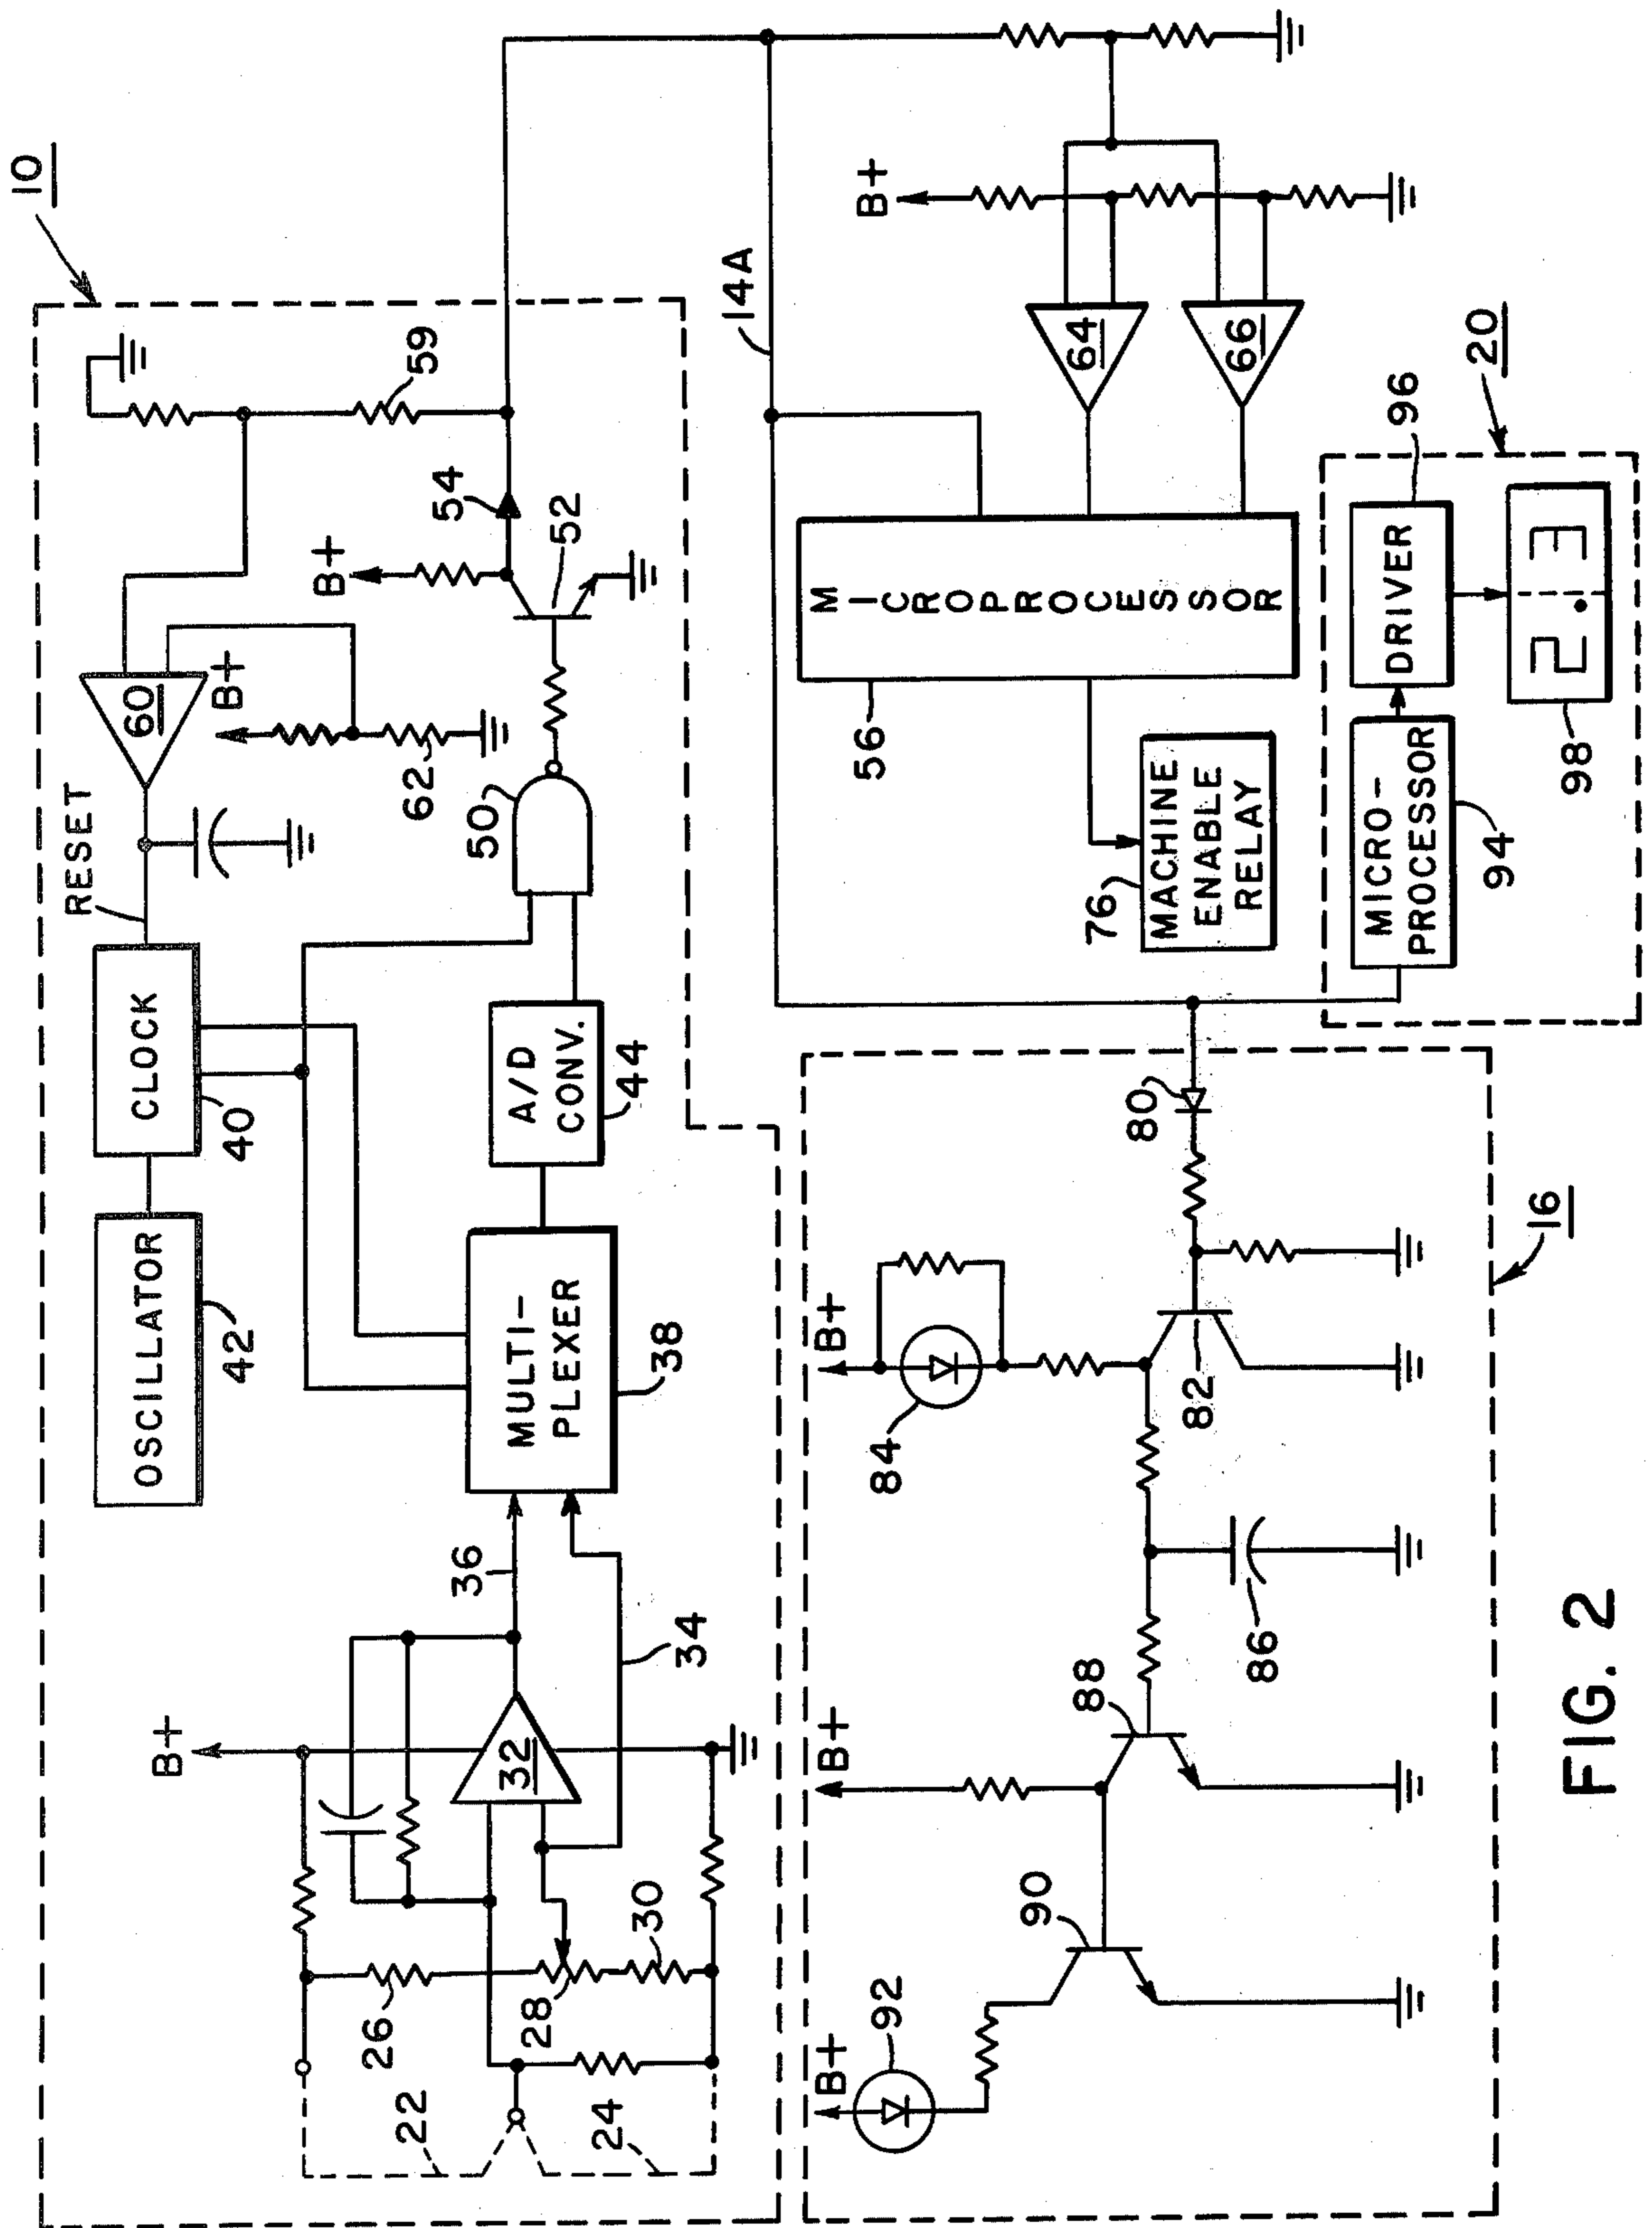 10
OSCILLATOR
42
CLOCK
40
RESET
60
B+
62
59
B+
54
52
50
A/D
CONV.
44
MULTI-
PLEXER
38
36
34
B+
32
26
28
30
22
24
14A
B+
64
66
MICROPROCESSOR
56
MACHINE
ENABLE
RELAY
76
20
MICRO-
PROCESSOR
94
DRIVER
96
2.3
98
16
80
82
B+
84
86
88
B+
90
B+
92
FIG. 2